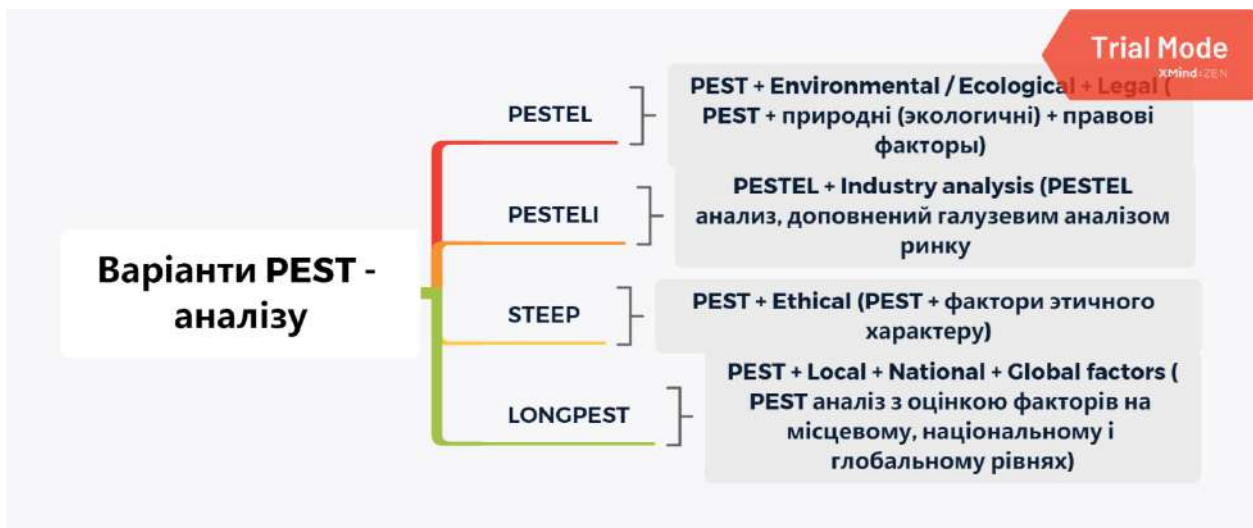 Trial Mode
XMind:ZEN
PEST + Environmental / Ecological + Legal (
PESTEL
PEST + природні (экологичні) + правові
факторы)
PESTEL + Industry analysis (PESTEL
PESTELI
анализ, доповнений галузевим аналізом
ринку
Варіанти PEST -
аналізу
PEST + Ethical (PEST + фактори этичного
STEEP
характеру)
PEST + Local + National + Global factors (
PEST аналіз з оцінкою факторів на
LONGPEST
місцевому, національному і
глобальному рівнях)